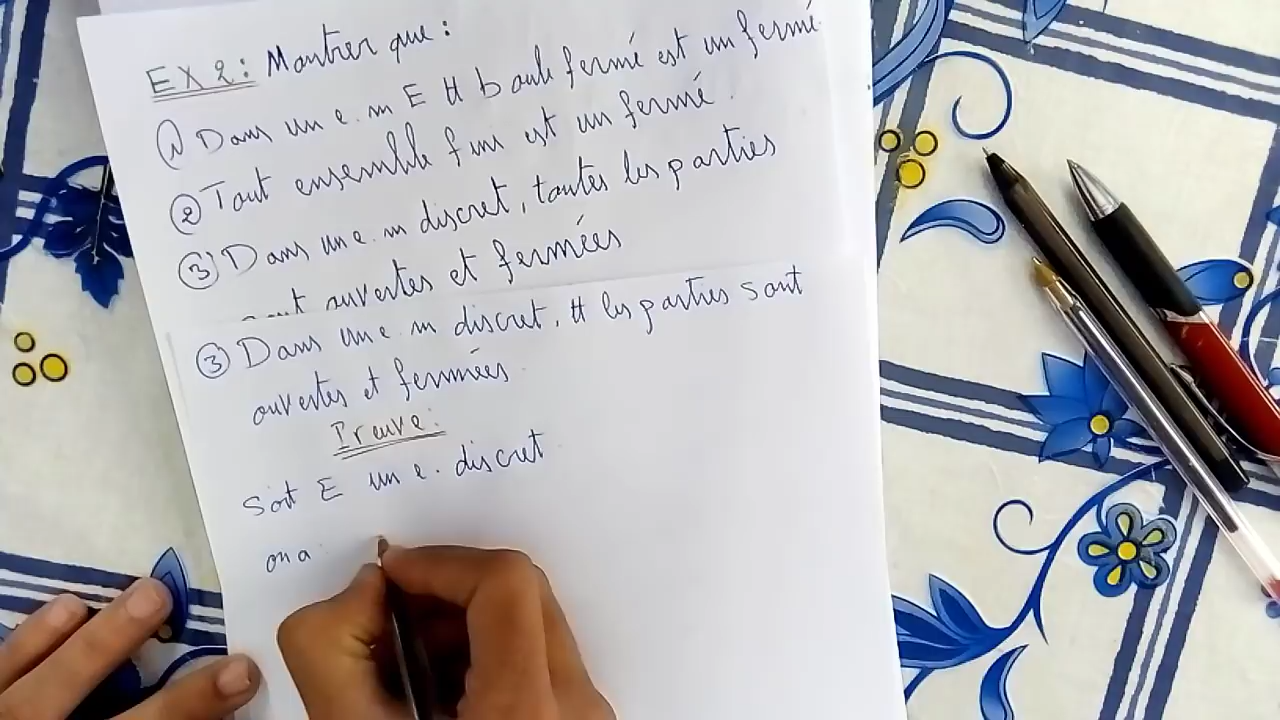 EX2: Montrer que:
① Dans un e.m E tt boule fermé est un fermé.
② Tout ensemble fini est un fermé.
③ Dans un e.m discret, toutes les parties
sont ouvertes et fermées
③ Dans un e.m discret, tt les parties sont
ouvertes et fermées.
Preuve:
Soit E un e. discret
on a: